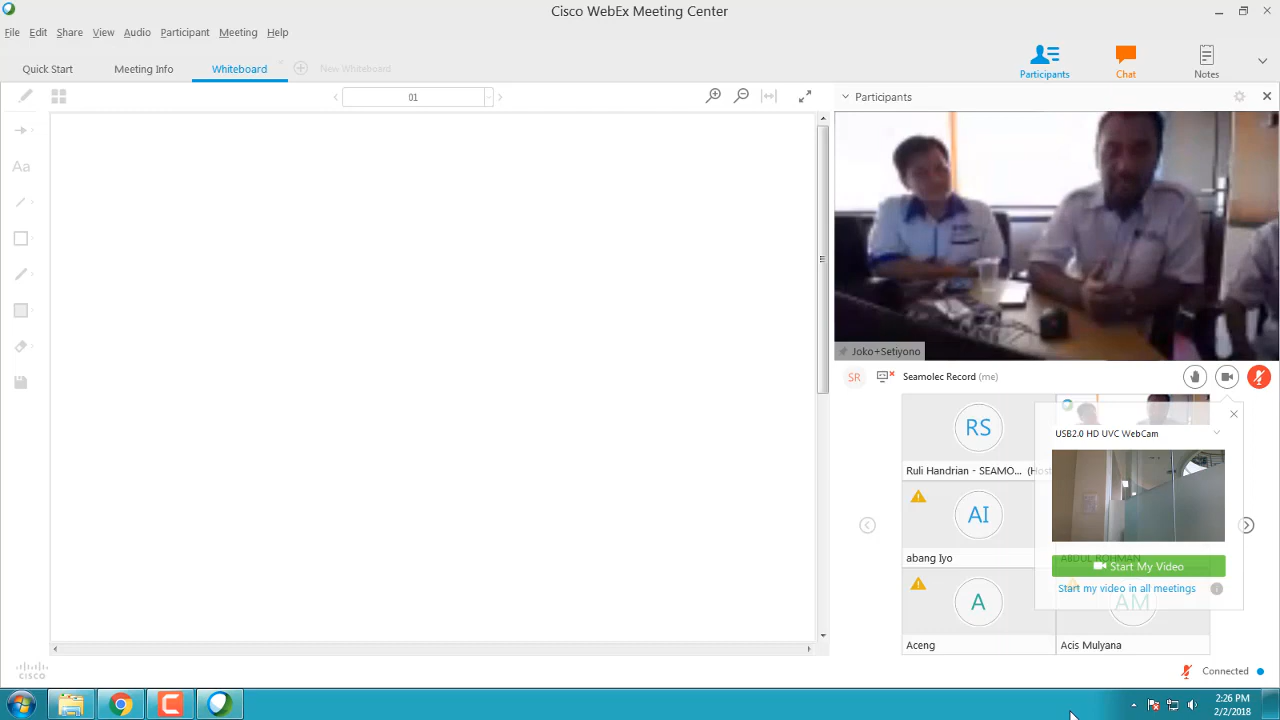 Cisco WebEx Meeting Center
File Edit Share View Audio Participant Meeting Help
Quick Start Meeting Info Whiteboard New Whiteboard
Participants Chat Notes
01
Participants
Aa
Joko+Setiyono
SR Seamolec Record (me)
RS
Ruli Handrian - SEAMO... (Host
USB2.0 HD UVC WebCam
AI
abang Iyo
ABDUL ROHMAN
Start My Video
Start my video in all meetings
A
AM
Aceng
Acis Mulyana
cisco
Connected
2:26 PM
2/2/2018